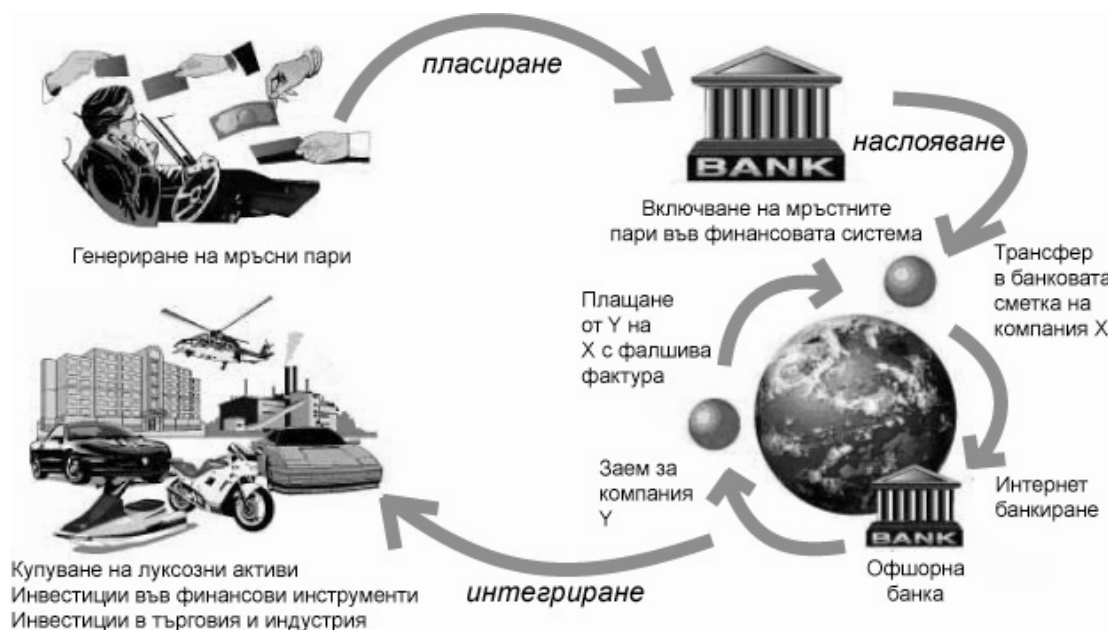 пласиране
BANK
наслояване
Генериране на мръсни пари
Включване на мръстните
пари във финансовата система
Трансфер
в банковата
сметка на
компания X
Плащане
от Y на
X с фалшива
фактура
Заем за
компания
Y
Интернет
банкиране
BANK
Офшорна
банка
интегриране
Купуване на луксозни активи
Инвестиции във финансови инструменти
Инвестиции в търговия и индустрия